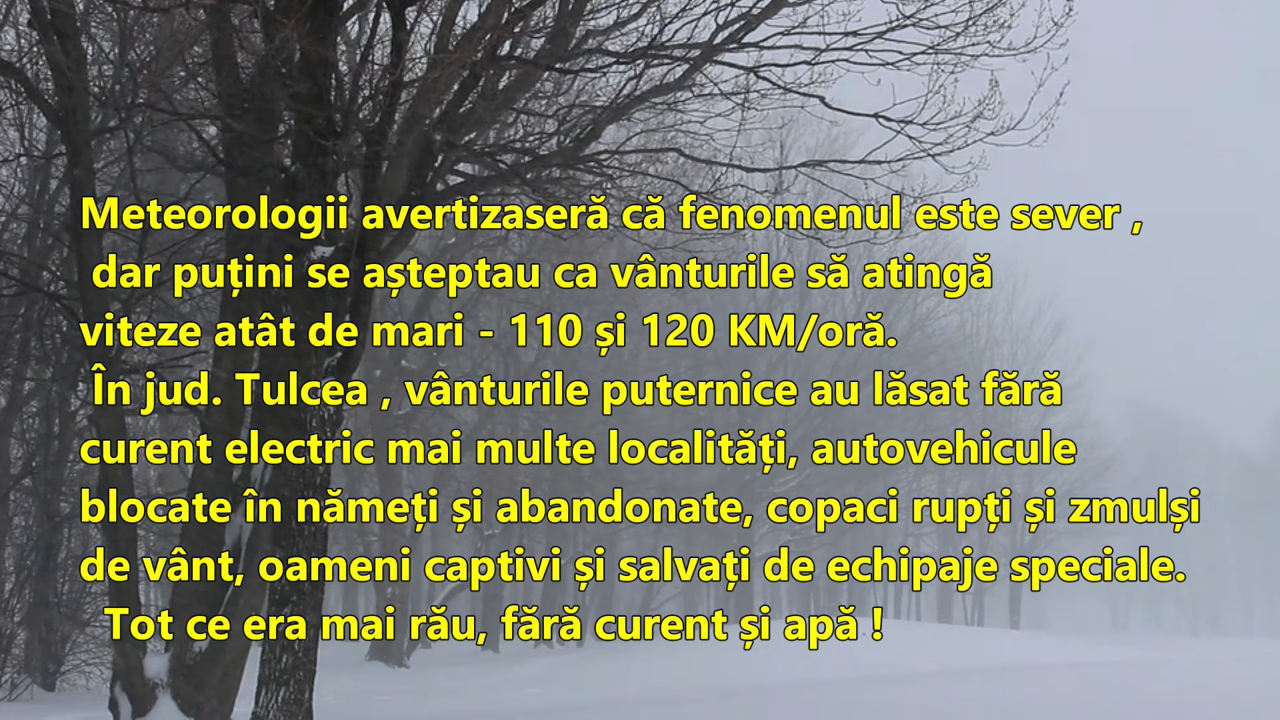 Meteorologii avertizaseră că fenomenul este sever ,
dar puțini se așteptau ca vânturile să atingă
viteze atât de mari - 110 și 120 KM/oră.
În jud. Tulcea , vânturile puternice au lăsat fără
curent electric mai multe localități, autovehicule
blocate în nămeți și abandonate, copaci rupți și zmulși
de vânt, oameni captivi și salvați de echipaje speciale.
Tot ce era mai rău, fără curent și apă !